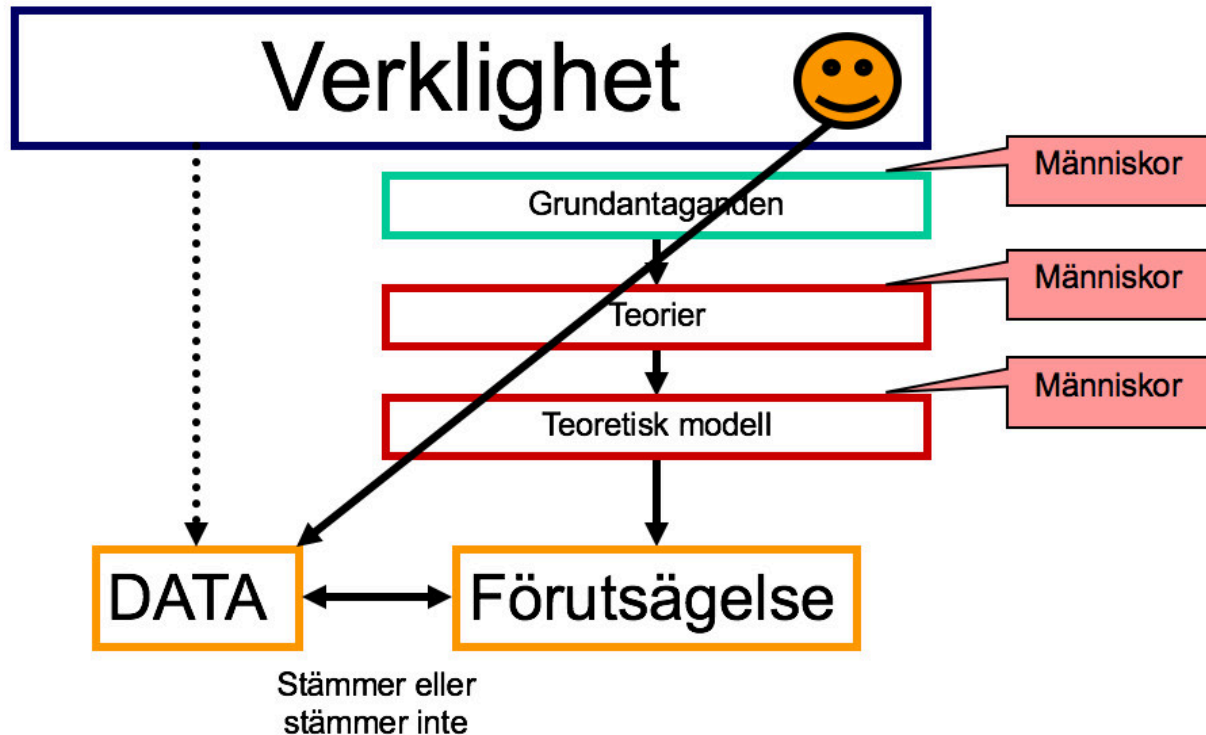 Verklighet
Människor
Grundantaganden
Människor
Teorier
Människor
Teoretisk modell
DATA
Förutsägelse
Stämmer eller
stämmer inte